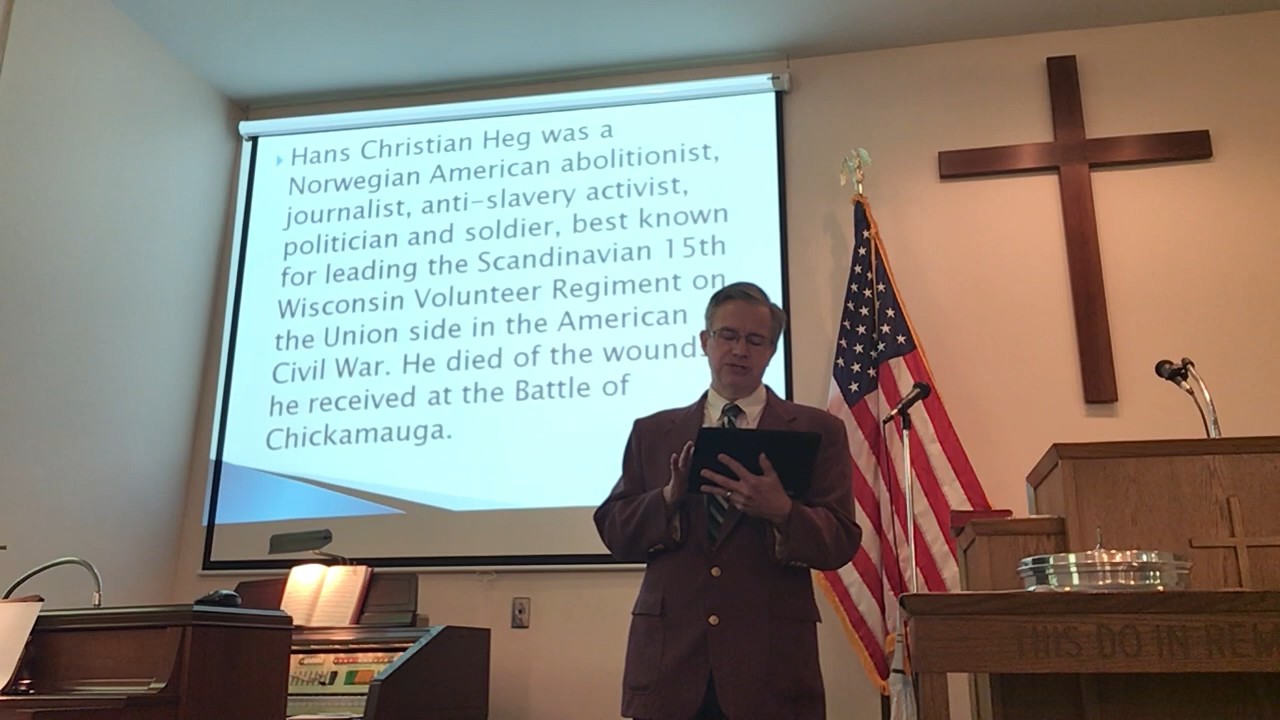 Hans Christian Heg was a
Norwegian American abolitionist,
journalist, anti-slavery activist,
politician and soldier, best known
for leading the Scandinavian 15th
Wisconsin Volunteer Regiment on
the Union side in the American
Civil War. He died of the wound
he received at the Battle of
Chickamauga.
THIS DO IN REM